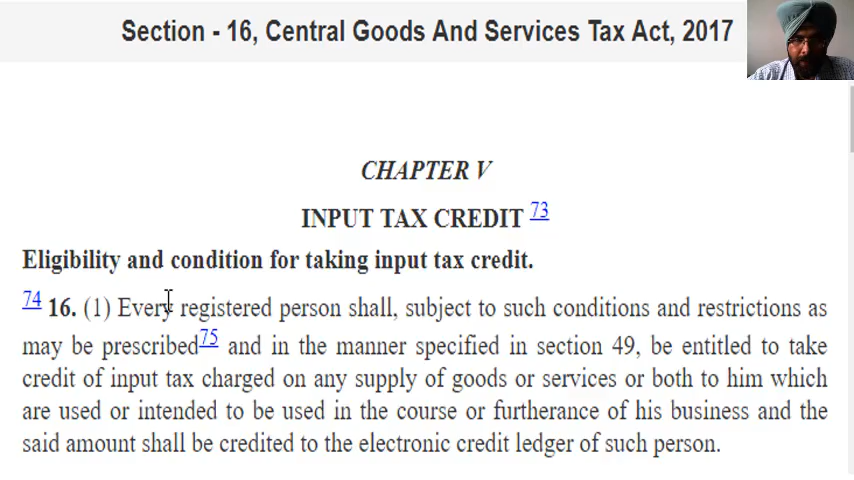 Section - 16, Central Goods And Services Tax Act, 2017
CHAPTER V
INPUT TAX CREDIT 73
Eligibility and condition for taking input tax credit.
74 16. (1) Every registered person shall, subject to such conditions and restrictions as
may be prescribed75 and in the manner specified in section 49, be entitled to take
credit of input tax charged on any supply of goods or services or both to him which
are used or intended to be used in the course or furtherance of his business and the
said amount shall be credited to the electronic credit ledger of such person.